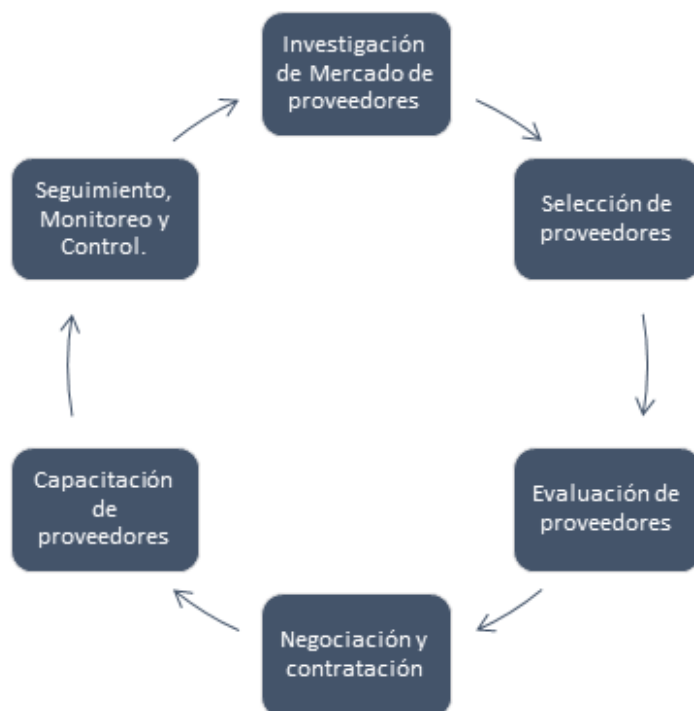 Investigación
de Mercado de
proveedores
Selección de
proveedores
Evaluación de
proveedores
Negociación y
contratación
Capacitación
de
proveedores
Seguimiento,
Monitoreo y
Control.